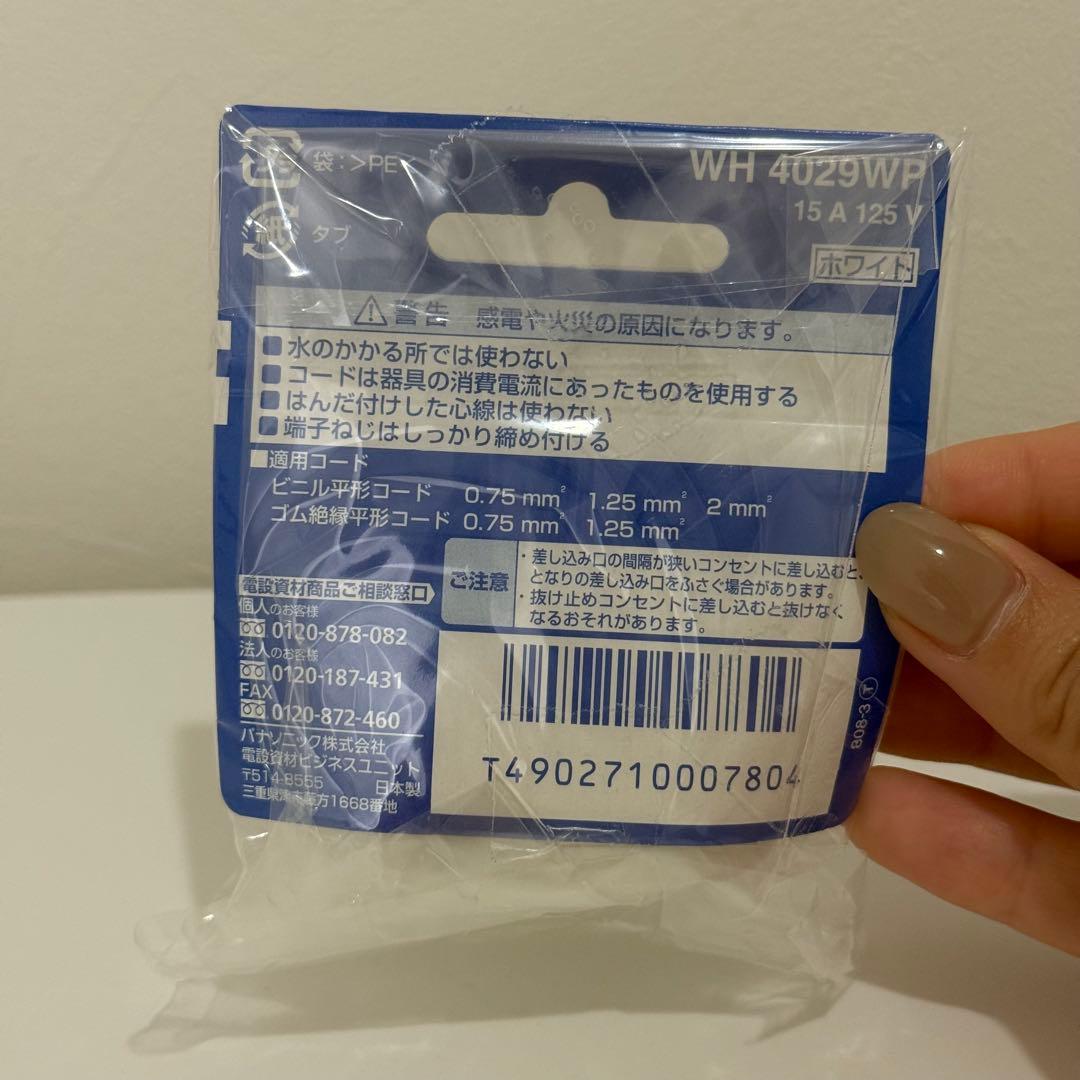 袋:>PE<
紙 タブ
WH 4029WP
15 A 125 V
ホワイト
警告 感電や火災の原因になります。
■水のかかる所では使わない
■コードは器具の消費電流にあったものを使用する
■はんだ付けした心線は使わない
■端子ねじはしっかり締め付ける
■適用コード
ビニル平形コード 0.75 mm² 1.25 mm² 2 mm²
ゴム絶縁平形コード 0.75 mm² 1.25 mm²
ご注意
・差し込み口の間隔が狭いコンセントに差し込むと、
となりの差し込み口をふさぐ場合があります。
・抜け止めコンセントに差し込むと抜けなく
なるおそれがあります。
電設資材商品ご相談窓口
個人のお客様
0120-878-082
法人のお客様
0120-187-431
FAX
0120-872-460
パナソニック株式会社
電設資材ビジネスユニット
〒514-8555 日本製
三重県津市藤方1668番地
T4902710007804
808-3 T